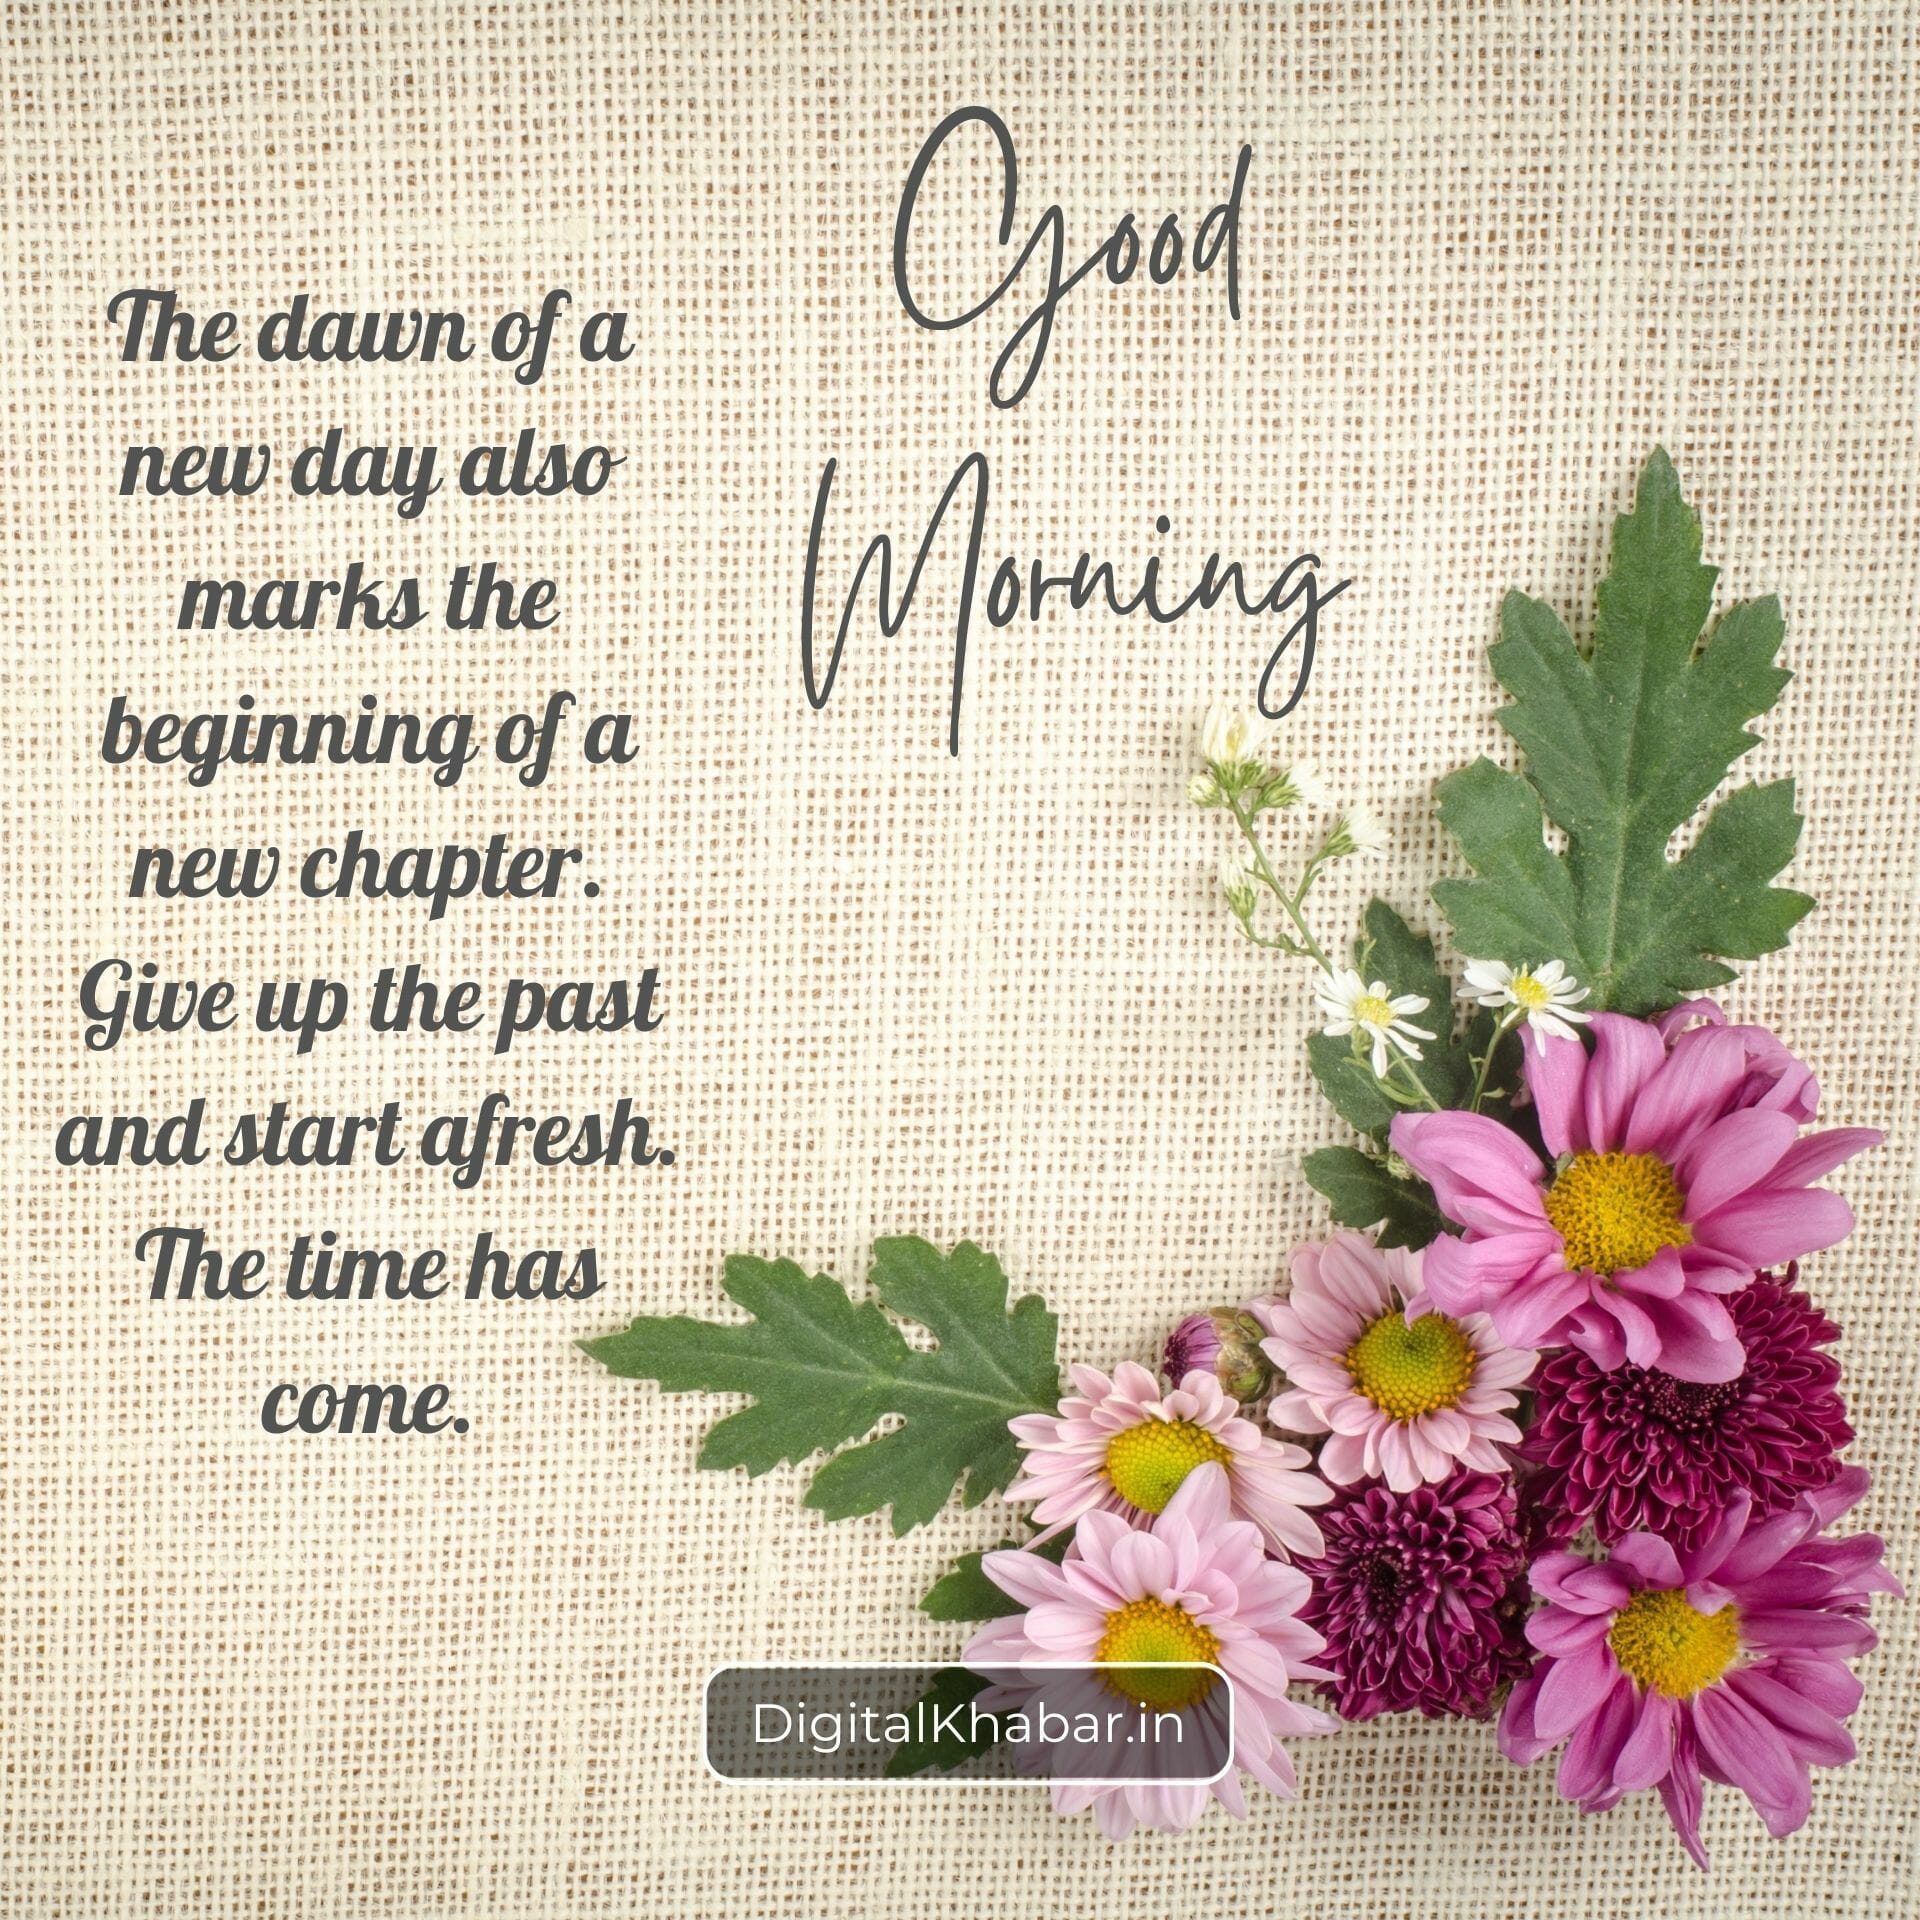 Good
Morning
The dawn of a
new day also
marks the
beginning of a
new chapter.
Give up the past
and start afresh.
The time has
come.
DigitalKhabar.in